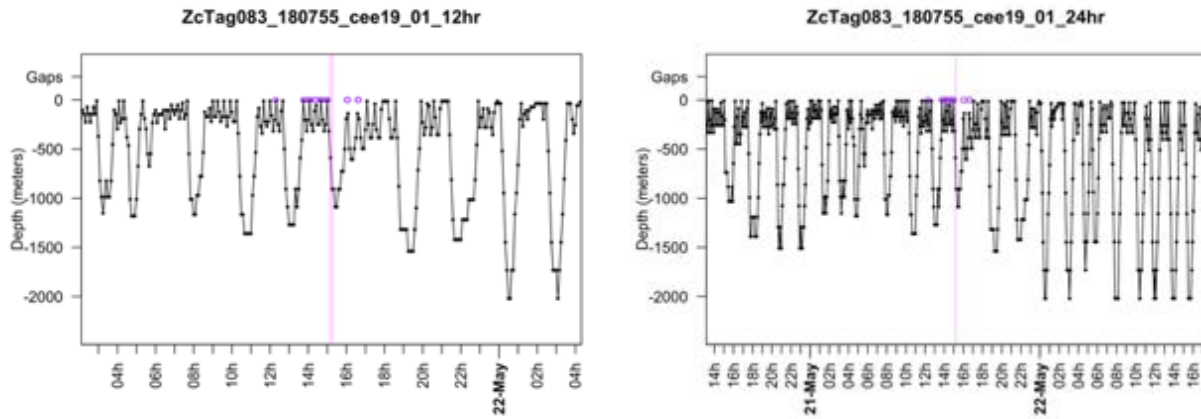 ZcTag083_180755_cee19_01_12hr
Gaps
0
-500
-1000
-1500
-2000
Depth (meters)
04h
06h
08h
10h
12h
14h
16h
18h
20h
22h
22-May
02h
04h
ZcTag083_180755_cee19_01_24hr
Gaps
0
-500
-1000
-1500
-2000
Depth (meters)
14h
16h
18h
20h
22h
21-May
02h
04h
06h
08h
10h
12h
14h
16h
18h
20h
22h
22-May
02h
04h
06h
08h
10h
12h
14h
16h